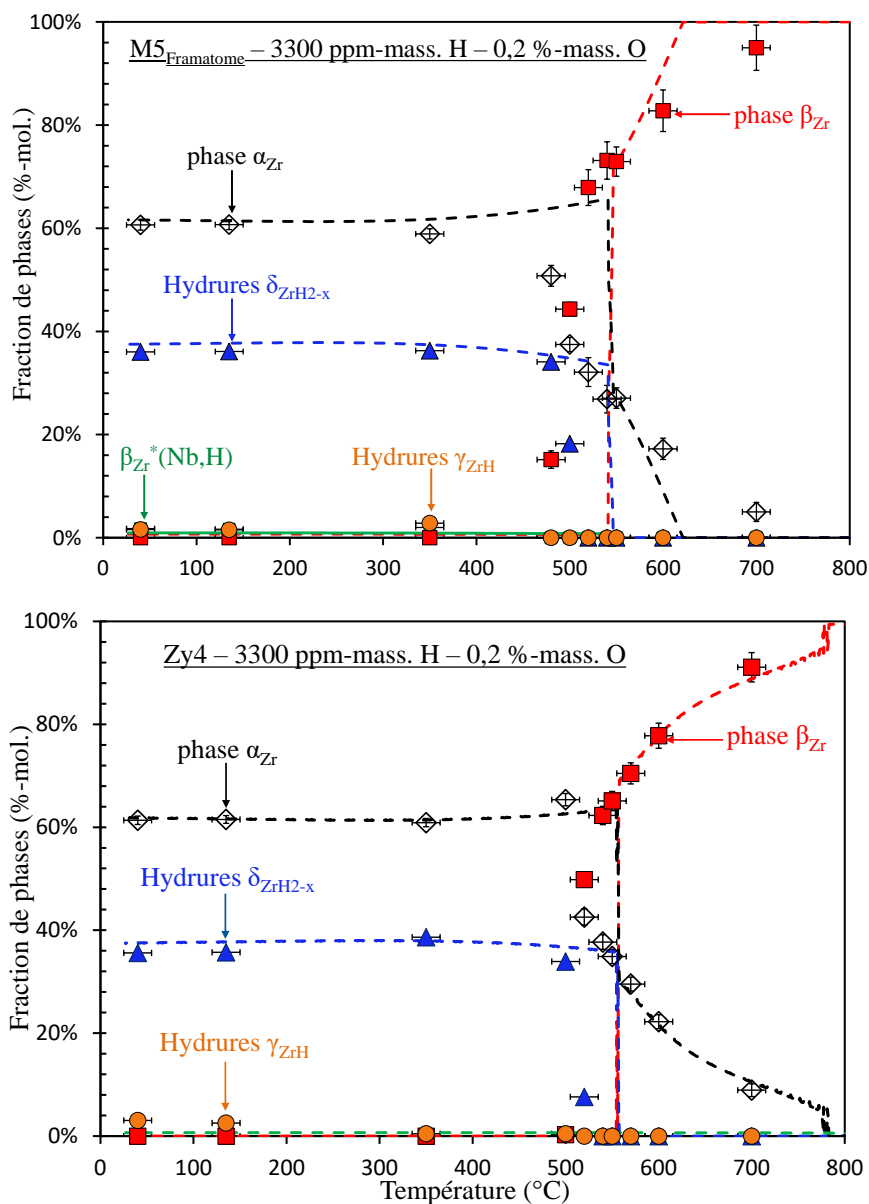 100%
M5Framatome – 3300 ppm-mass. H – 0,2 %-mass. O
80%
phase βZr
phase αZr
60%
Hydrures δZrH2-x
40%
20%
βZr*(Nb,H)
Hydrures γZrH
0%
0 100 200 300 400 500 600 700 800
Fraction de phases (%-mol.)
Température (°C)
100%
Zy4 – 3300 ppm-mass. H – 0,2 %-mass. O
80%
phase αZr
phase βZr
60%
Hydrures δZrH2-x
40%
20%
Hydrures γZrH
0%
0 100 200 300 400 500 600 700 800
Fraction de phases (%-mol.)
Température (°C)